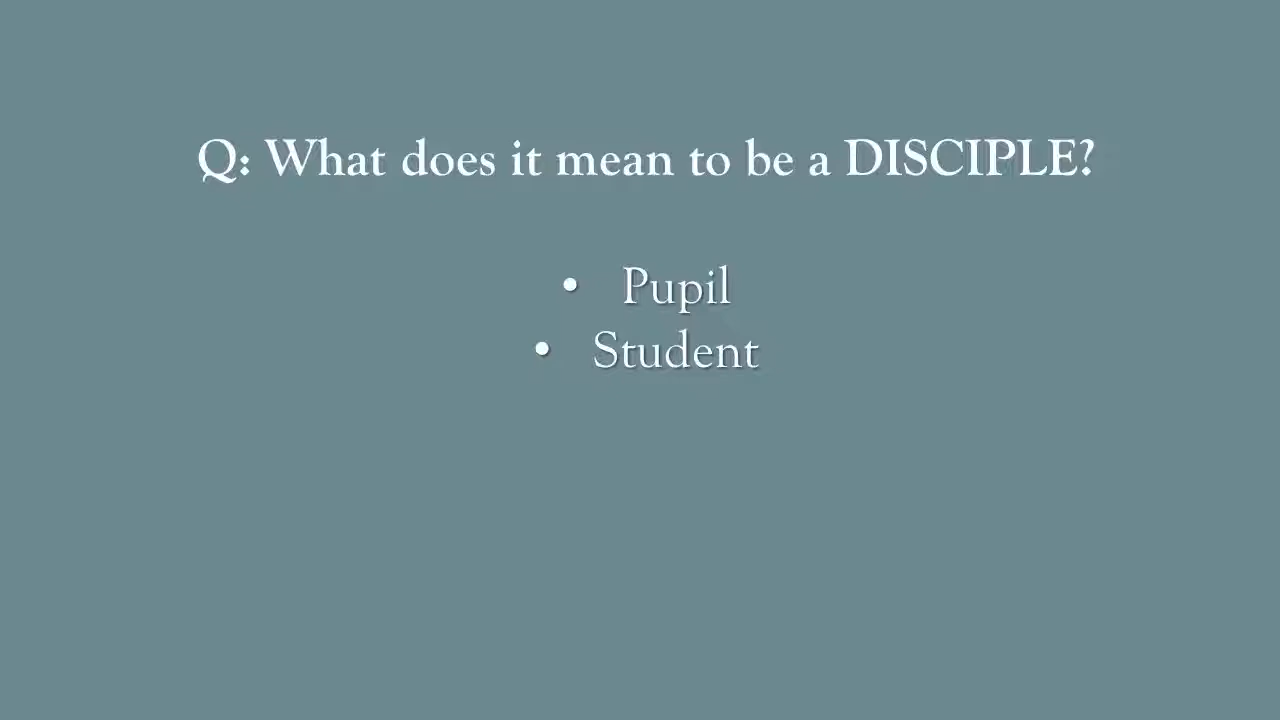 Q: What does it mean to be a DISCIPLE?
• Pupil
• Student